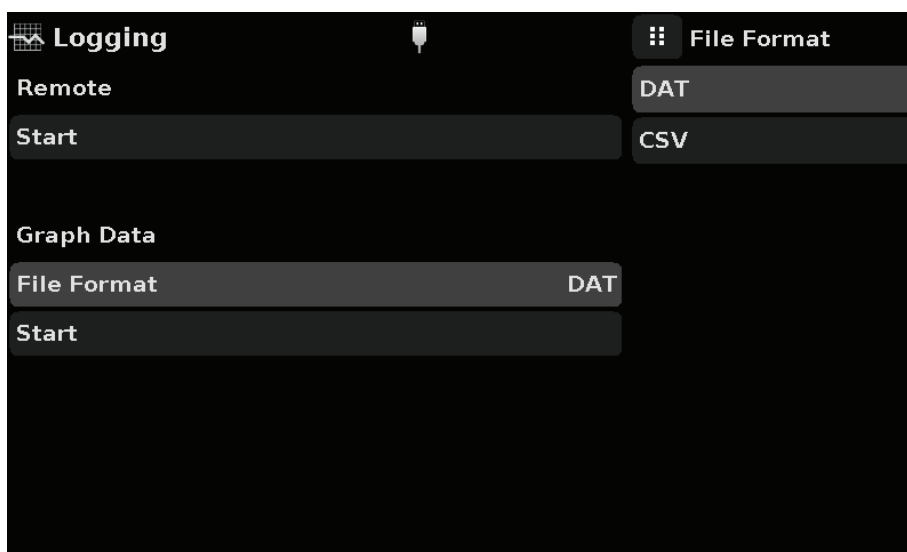 Logging
Remote
Start
Graph Data
File Format DAT
Start
File Format
DAT
CSV